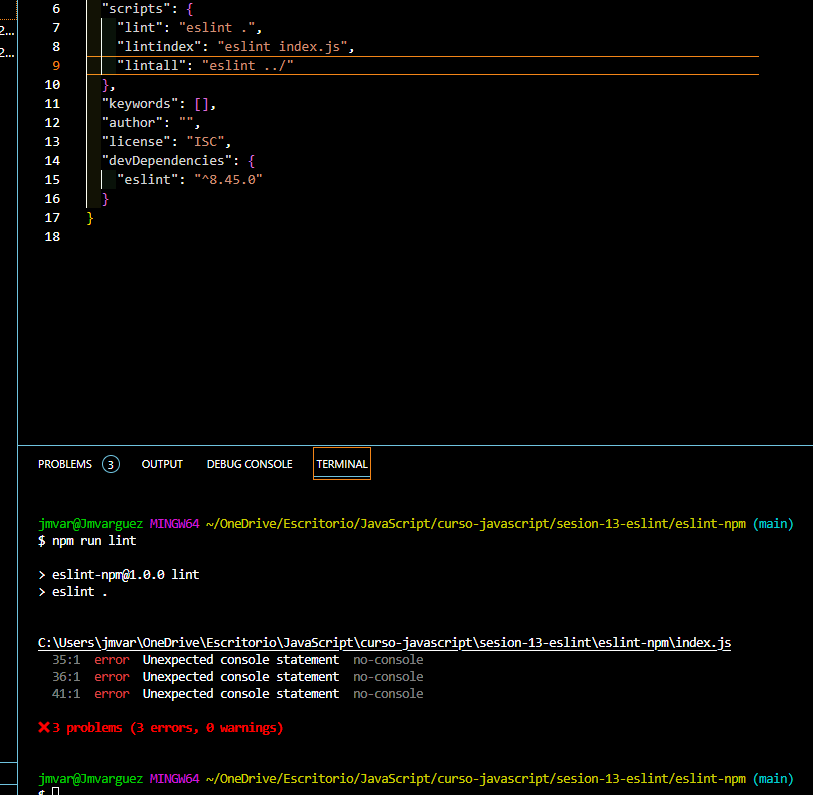 2...
2...
6 "scripts": {
7 "lint": "eslint .",
8 "lintindex": "eslint index.js",
9 "lintall": "eslint ../"
10 },
11 "keywords": [],
12 "author": "",
13 "license": "ISC",
14 "devDependencies": {
15 "eslint": "^8.45.0"
16 }
17 }
18
PROBLEMS 3 OUTPUT DEBUG CONSOLE TERMINAL
jmvar@Jmvarguez MINGW64 ~/OneDrive/Escritorio/JavaScript/curso-javascript/sesion-13-eslint/eslint-npm (main)
$ npm run lint
> eslint-npm@1.0.0 lint
> eslint .
C:\Users\jmvar\OneDrive\Escritorio\JavaScript\curso-javascript\sesion-13-eslint\eslint-npm\index.js
35:1 error Unexpected console statement no-console
36:1 error Unexpected console statement no-console
41:1 error Unexpected console statement no-console
✖ 3 problems (3 errors, 0 warnings)
jmvar@Jmvarguez MINGW64 ~/OneDrive/Escritorio/JavaScript/curso-javascript/sesion-13-eslint/eslint-npm (main)
$